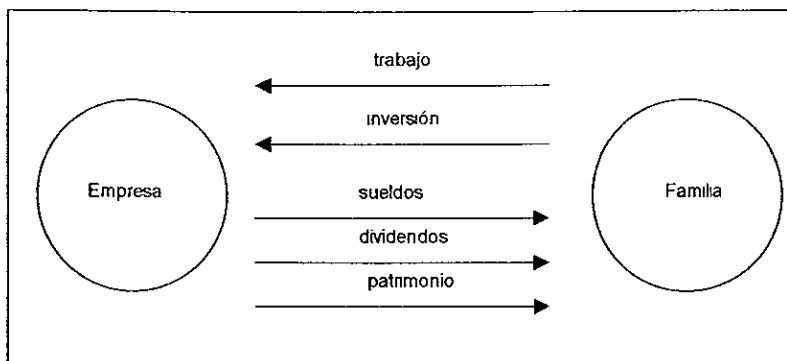 trabajo
inversión
Empresa
sueldos
Familia
dividendos
patrimonio